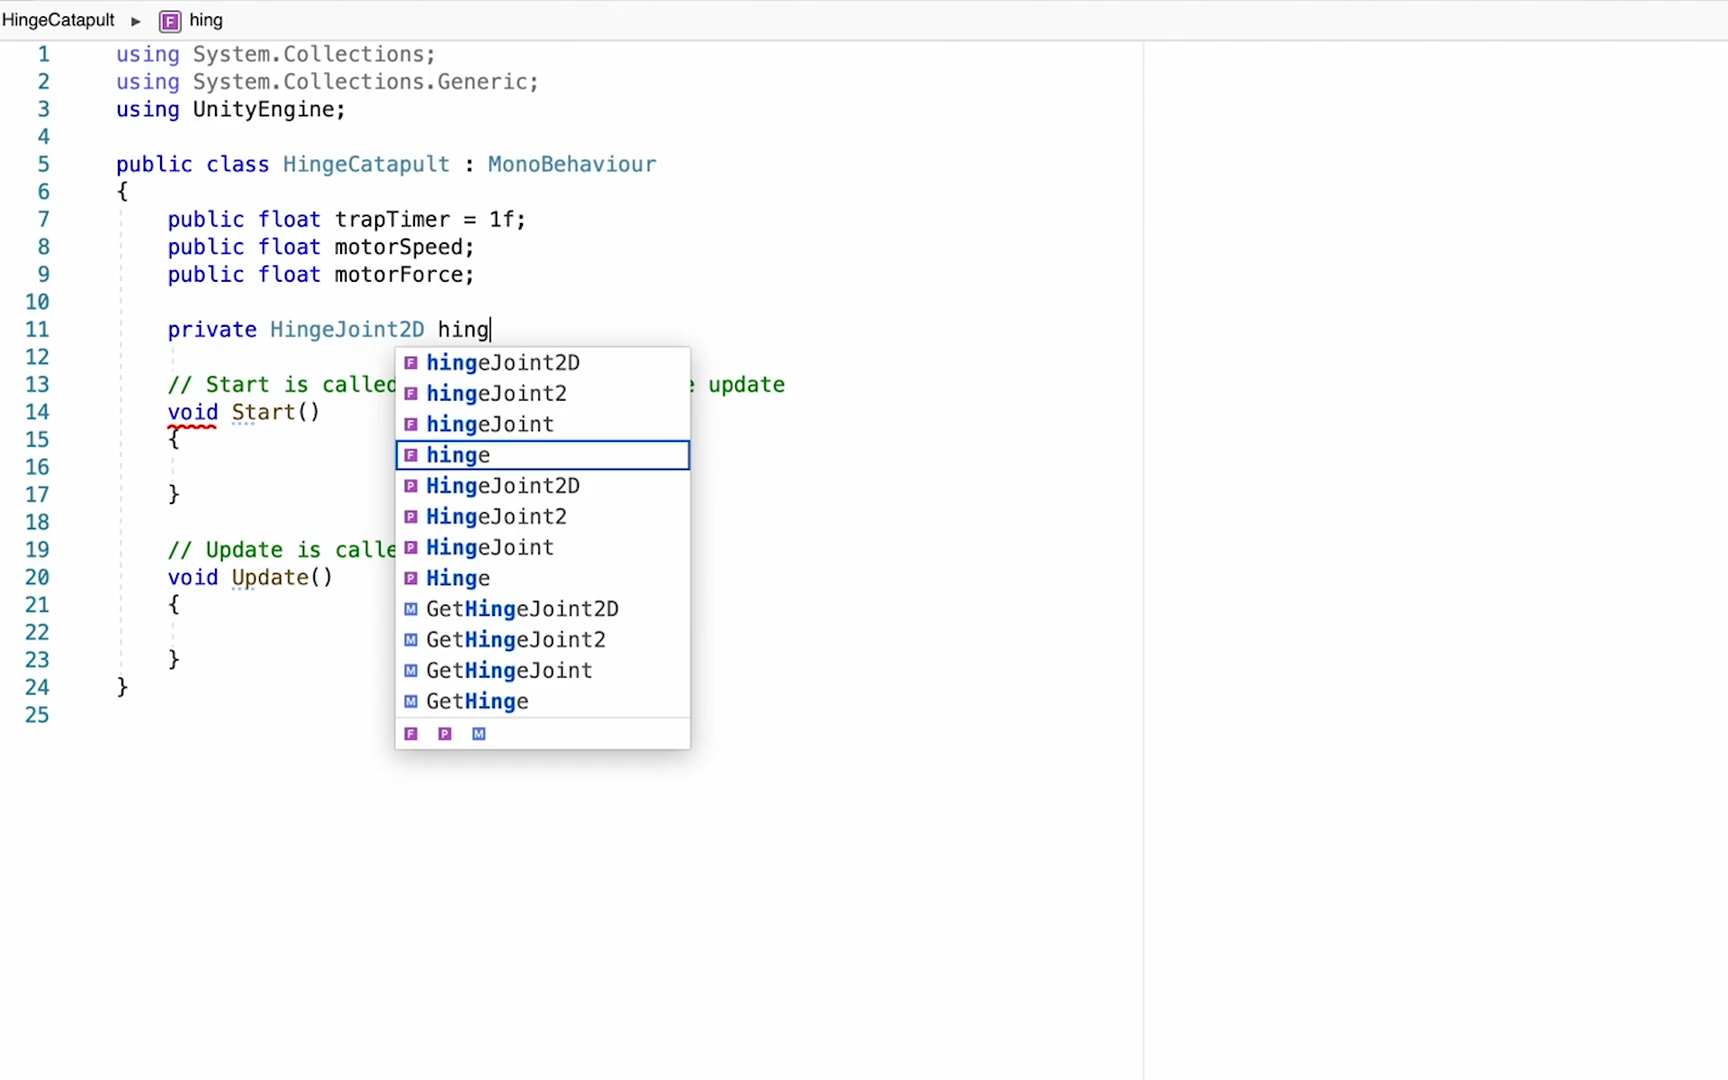 HingeCatapult ▶ F hing
1 using System.Collections;
2 using System.Collections.Generic;
3 using UnityEngine;
4
5 public class HingeCatapult : MonoBehaviour
6 {
7 public float trapTimer = 1f;
8 public float motorSpeed;
9 public float motorForce;
10
11 private HingeJoint2D hing
12
13 // Start is called e update
14 void Start()
15 {
16
17 }
18
19 // Update is calle
20 void Update()
21 {
22
23 }
24 }
25
F hingeJoint2D
F hingeJoint2
F hingeJoint
F hinge
P HingeJoint2D
P HingeJoint2
P HingeJoint
P Hinge
M GetHingeJoint2D
M GetHingeJoint2
M GetHingeJoint
M GetHinge
F P M